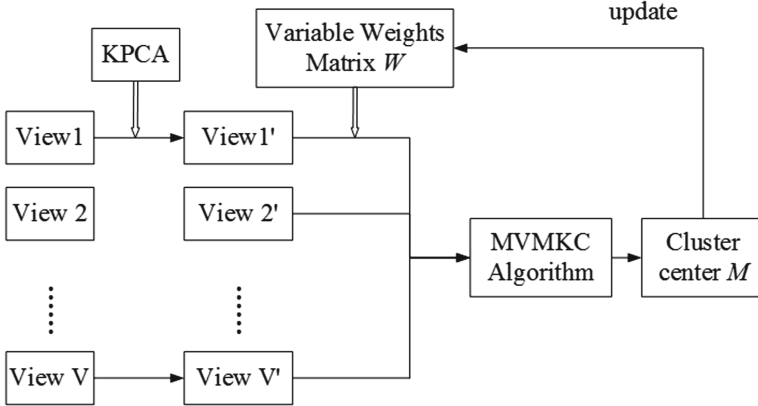 update
Variable Weights
Matrix W
KPCA
View1
View1'
View 2
View 2'
MVMKC
Algorithm
Cluster
center M
View V
View V'